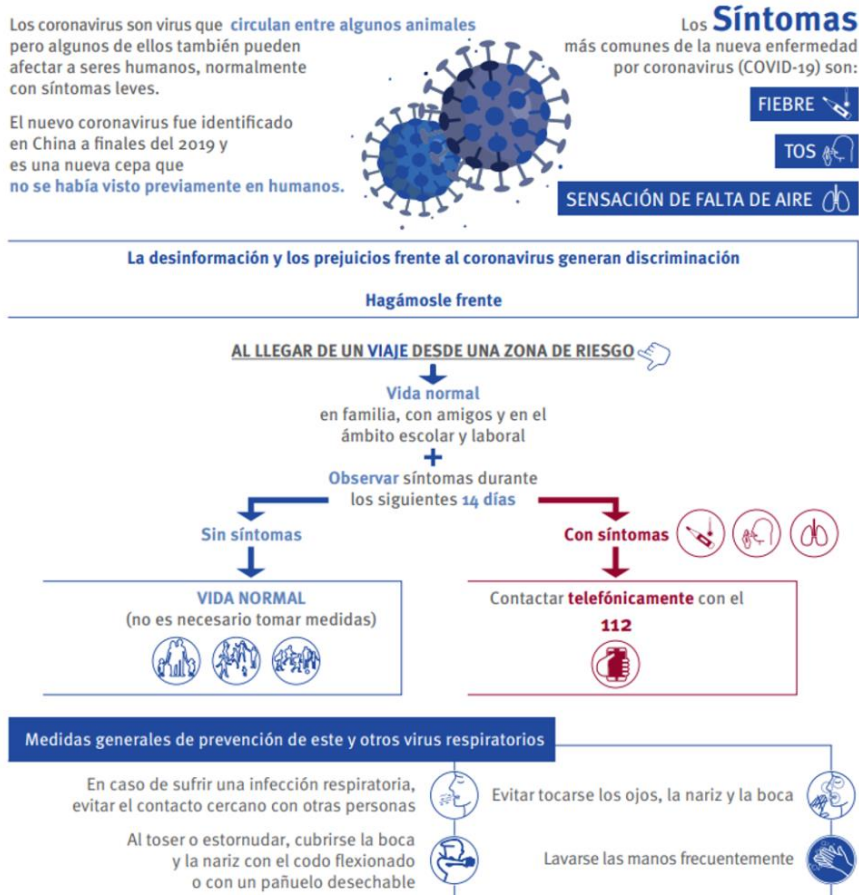 Los coronavirus son virus que circulan entre algunos animales
pero algunos de ellos también pueden
afectar a seres humanos, normalmente
con síntomas leves.
El nuevo coronavirus fue identificado
en China a finales del 2019 y
es una nueva cepa que
no se había visto previamente en humanos.
Los Síntomas
más comunes de la nueva enfermedad
por coronavirus (COVID-19) son:
FIEBRE
TOS
SENSACIÓN DE FALTA DE AIRE
La desinformación y los prejuicios frente al coronavirus generan discriminación
Hagámosle frente
AL LLEGAR DE UN VIAJE DESDE UNA ZONA DE RIESGO
Vida normal
en familia, con amigos y en el
ámbito escolar y laboral
+
Observar síntomas durante
los siguientes 14 días
Sin síntomas
VIDA NORMAL
(no es necesario tomar medidas)
Con síntomas
Contactar telefónicamente con el
112
Medidas generales de prevención de este y otros virus respiratorios
En caso de sufrir una infección respiratoria,
evitar el contacto cercano con otras personas
Al toser o estornudar, cubrirse la boca
y la nariz con el codo flexionado
o con un pañuelo desechable
Evitar tocarse los ojos, la nariz y la boca
Lavarse las manos frecuentemente